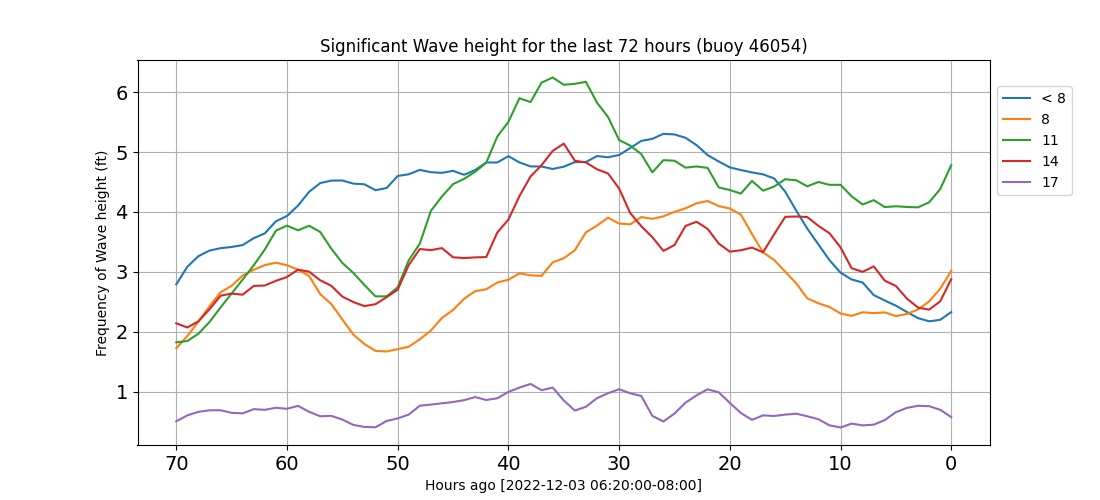 Significant Wave height for the last 72 hours (buoy 46054)
Frequency of Wave height (ft)
6
5
4
3
2
1
70 60 50 40 30 20 10 0
Hours ago [2022-12-03 06:20:00-08:00]
< 8
8
11
14
17